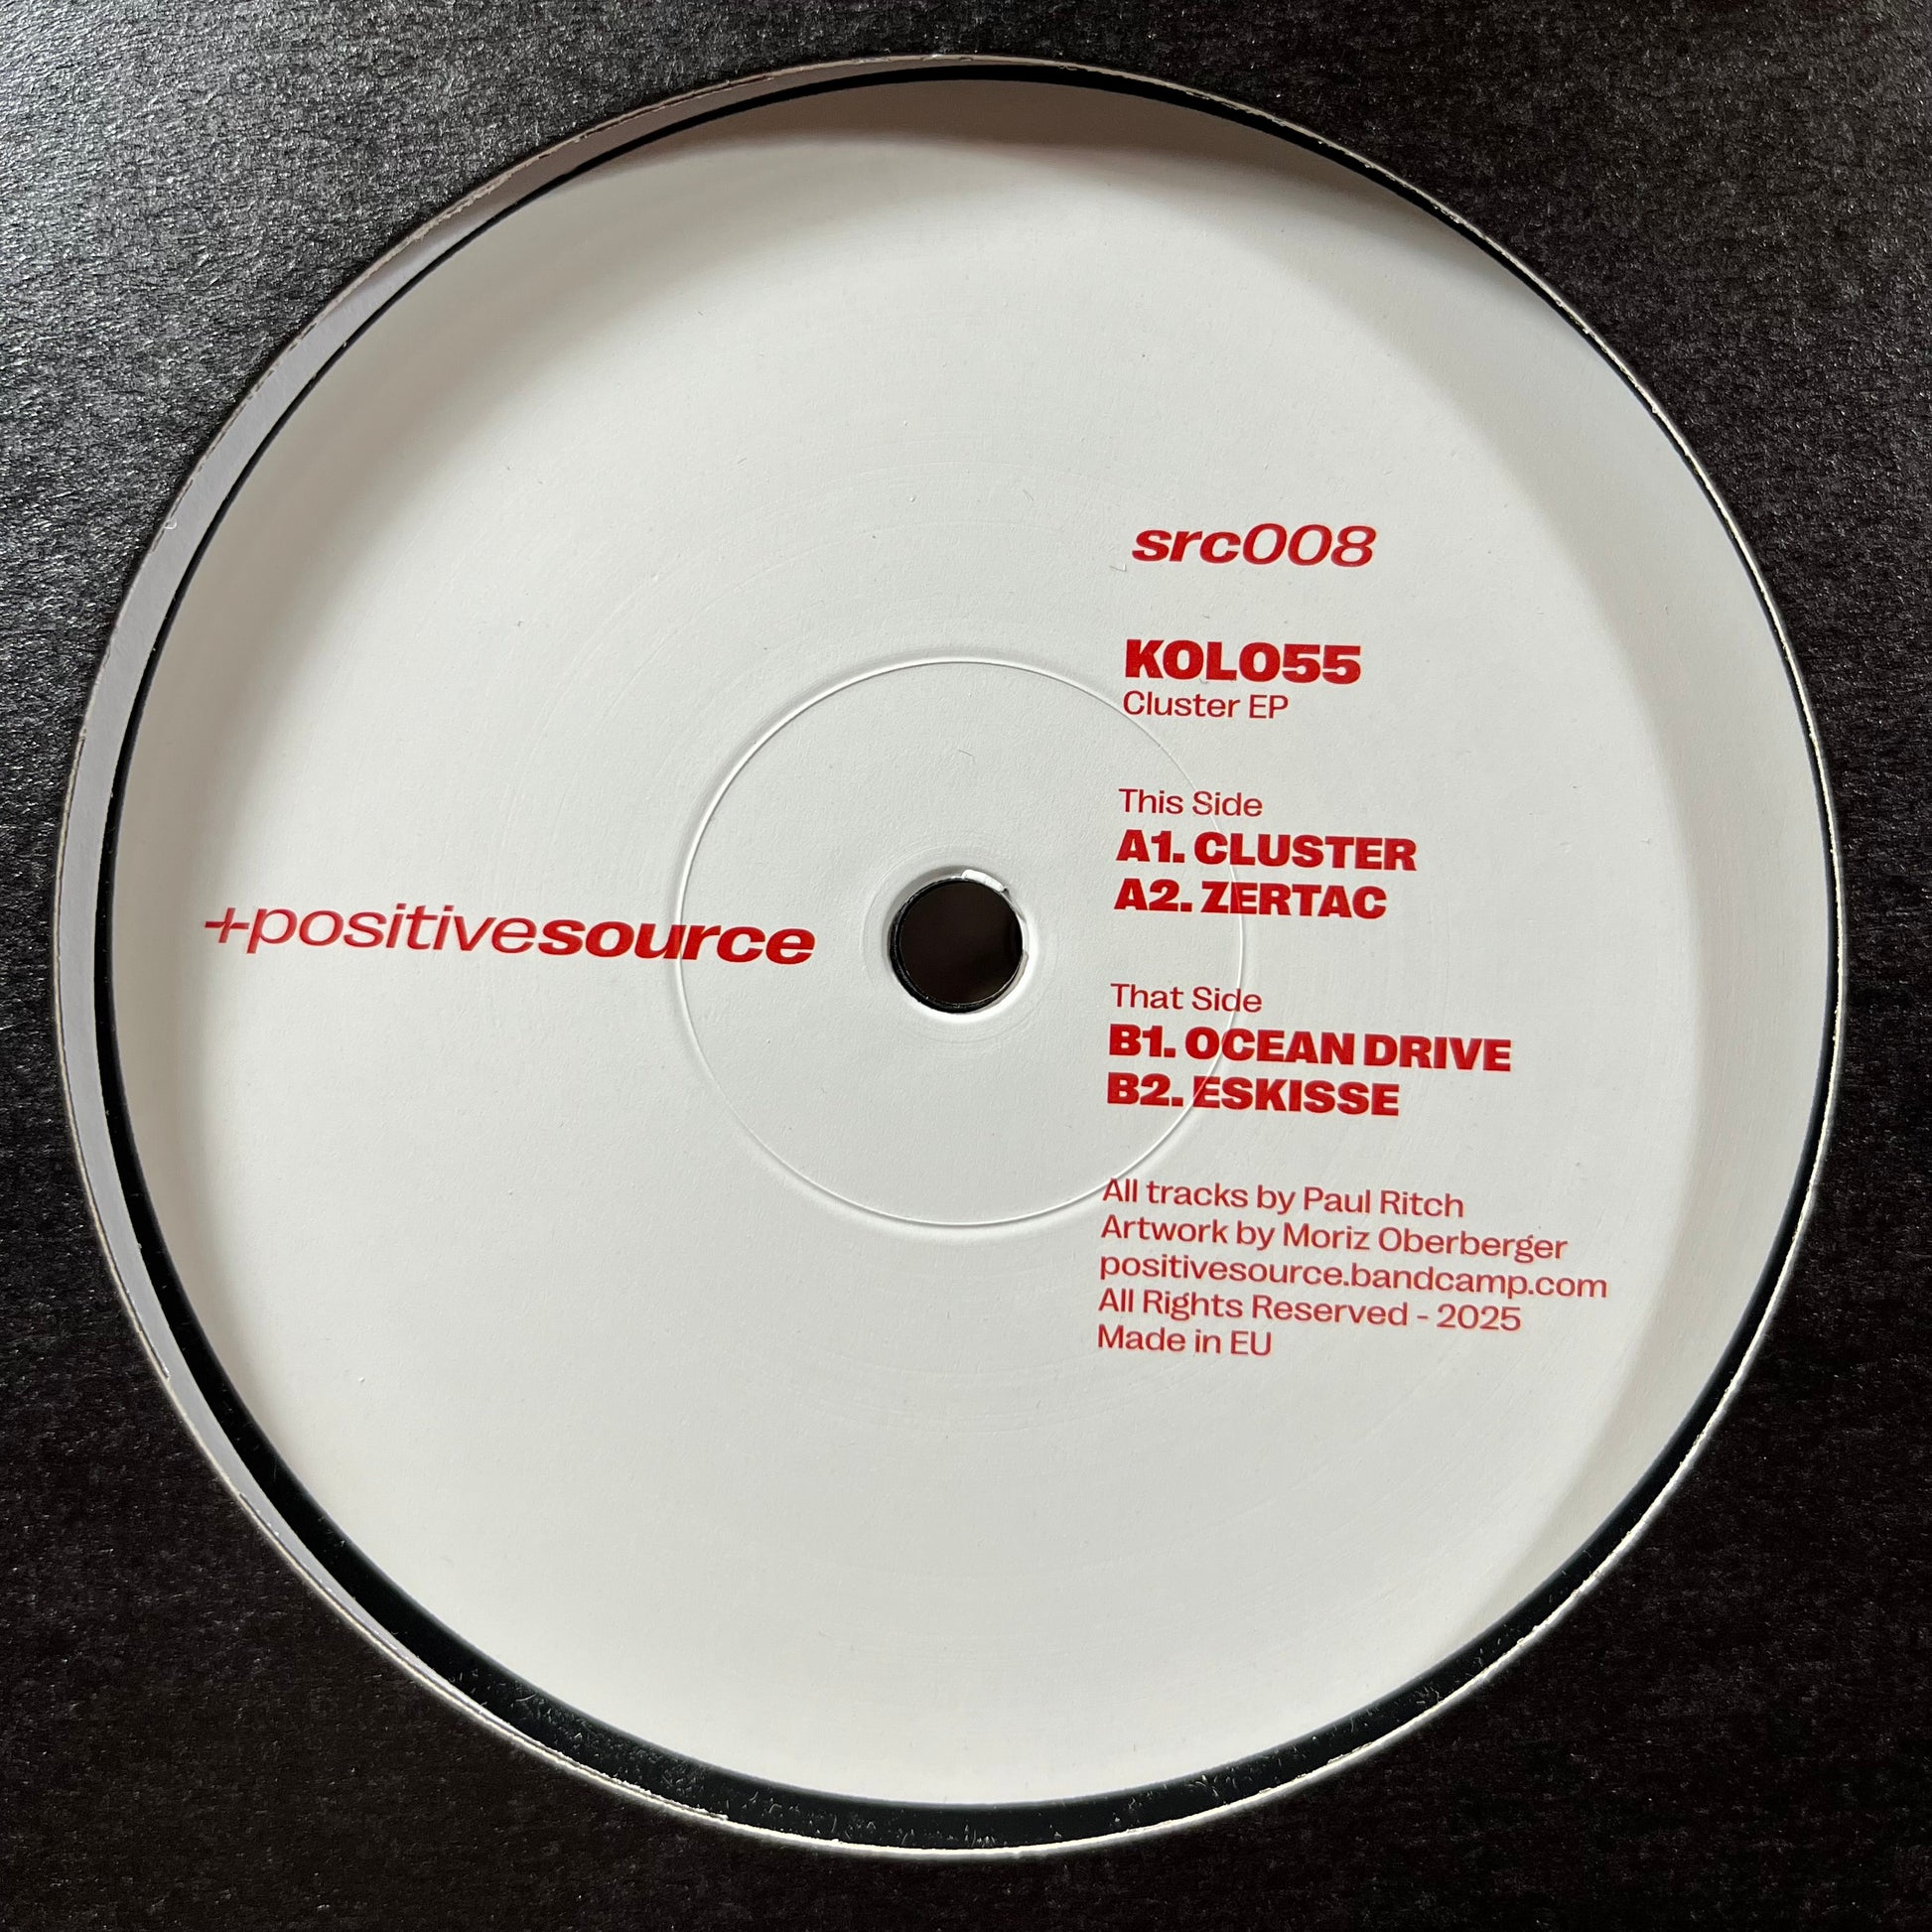 +positivesource
src008
KOLO55
Cluster EP
This Side
A1. CLUSTER
A2. ZERTAC
That Side
B1. OCEAN DRIVE
B2. ESKISSE
All tracks by Paul Ritch
Artwork by Moriz Oberberger
positivesource.bandcamp.com
All Rights Reserved - 2025
Made in EU